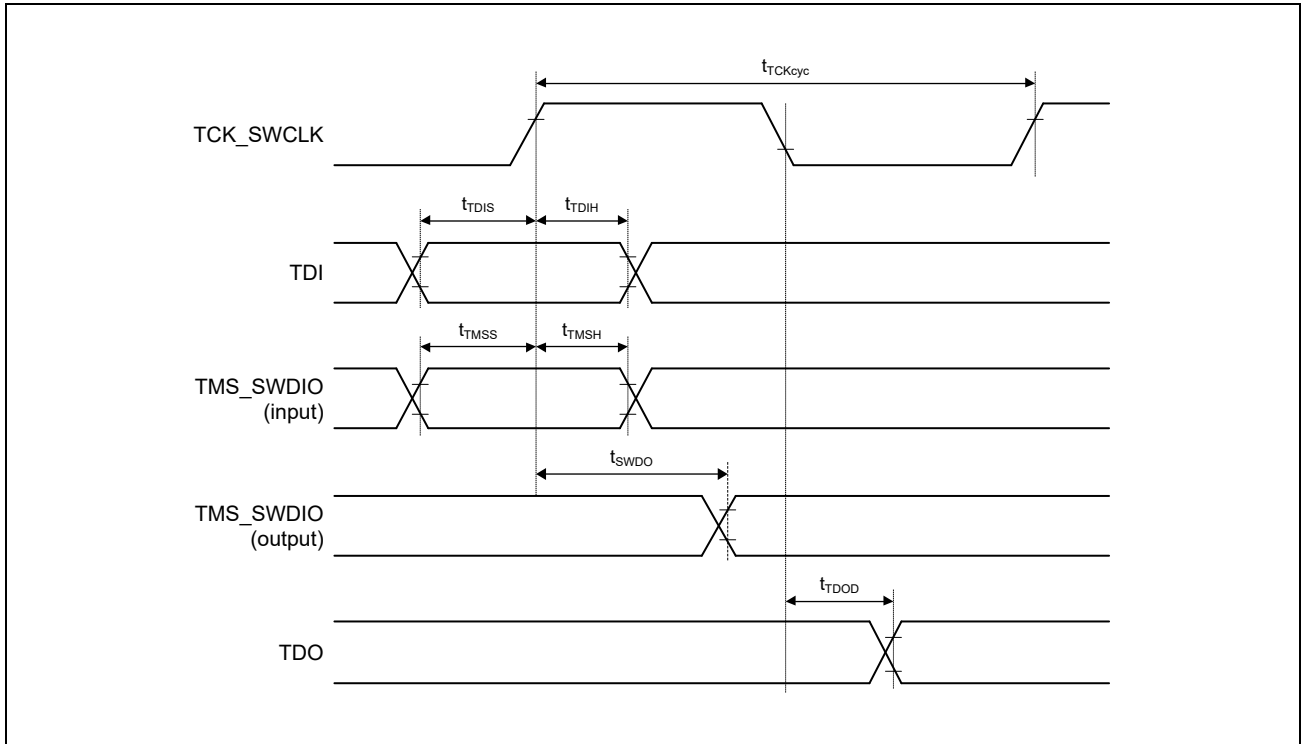 tTCKcyc
TCK_SWCLK
tTDIS
tTDIH
TDI
tTMSS
tTMSH
TMS_SWDIO
(input)
tSWDO
TMS_SWDIO
(output)
tTDOD
TDO